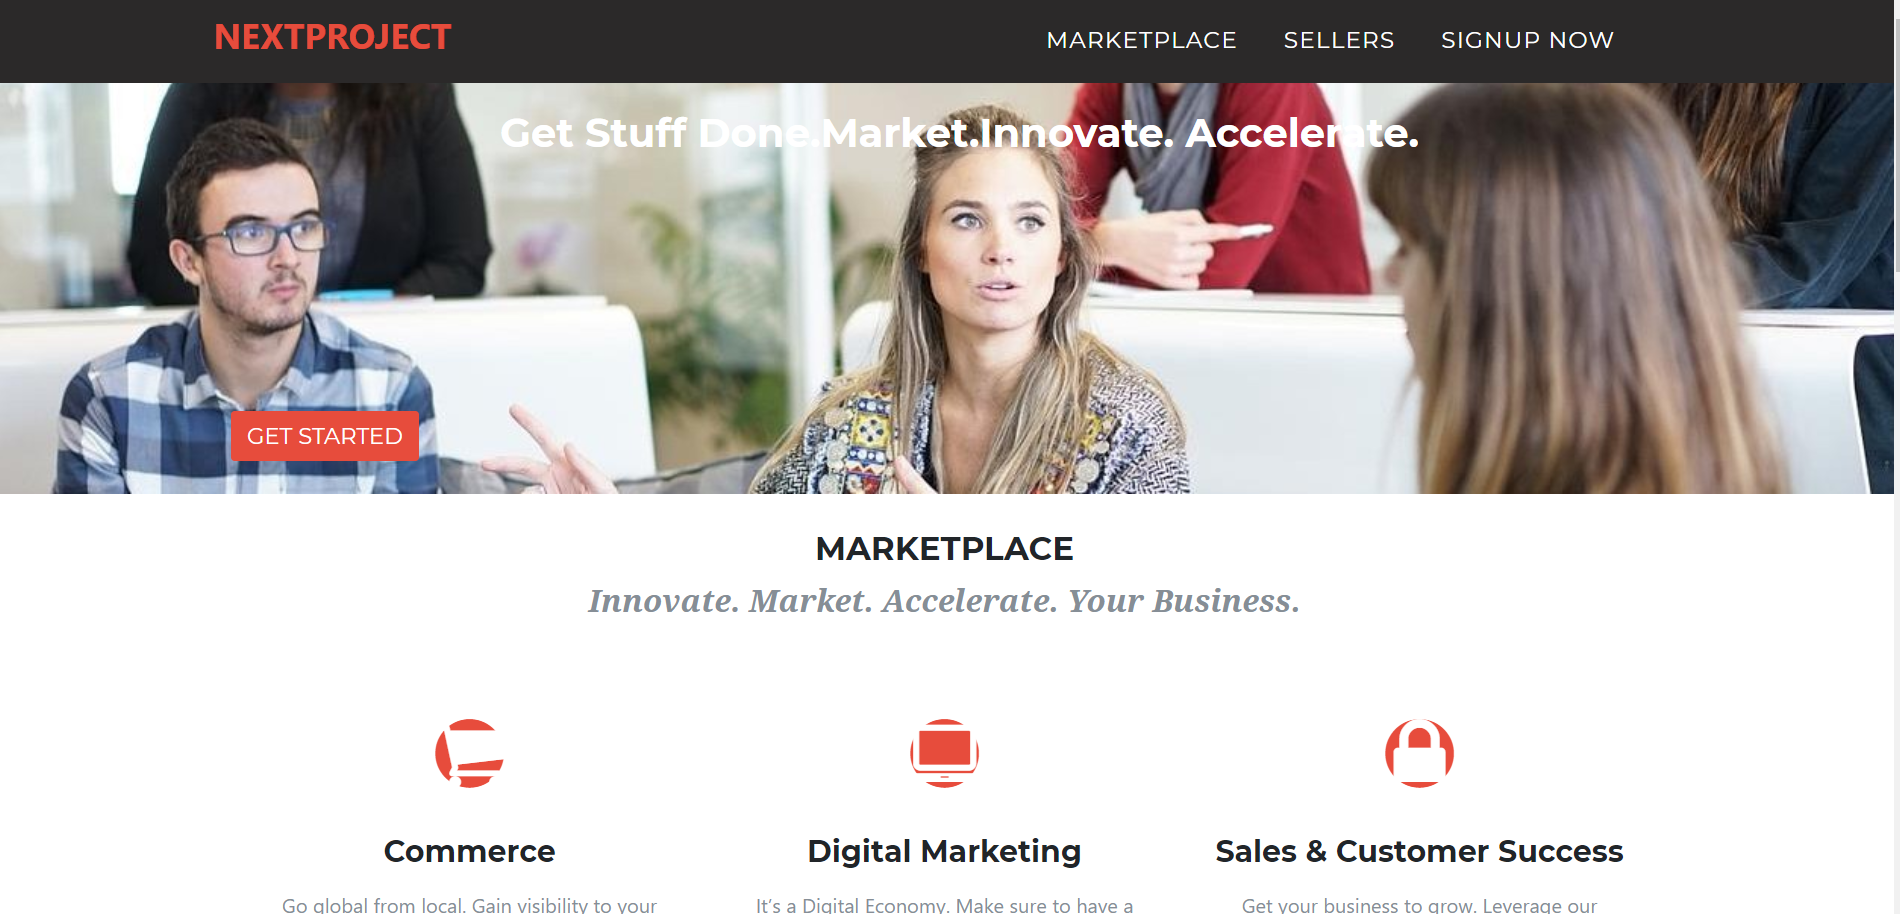 NEXTPROJECT
MARKETPLACE SELLERS SIGNUP NOW
Get Stuff Done.Market.Innovate. Accelerate.
GET STARTED
MARKETPLACE
Innovate. Market. Accelerate. Your Business.
Commerce
Digital Marketing
Sales & Customer Success
Go global from local. Gain visibility to your
It's a Digital Economy. Make sure to have a
Get your business to grow. Leverage our